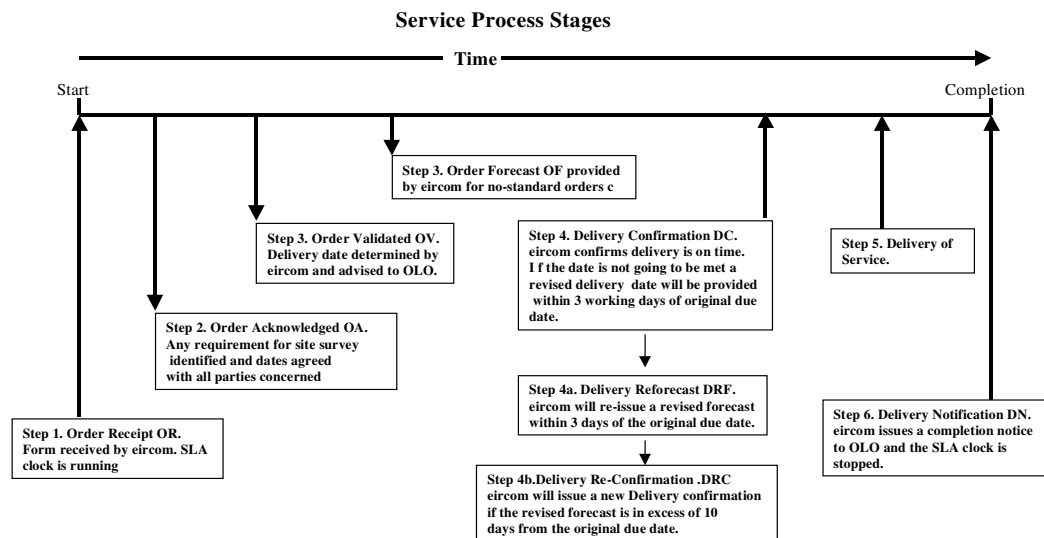 Service Process Stages
Time
Start
Completion
Step 3. Order Forecast OF provided
by eircom for no-standard orders c
Step 3. Order Validated OV.
Delivery date determined by
eircom and advised to OLO.
Step 4. Delivery Confirmation DC.
eircom confirms delivery is on time.
I f the date is not going to be met a
revised delivery date will be provided
within 3 working days of original due
date.
Step 5. Delivery of
Service.
Step 2. Order Acknowledged OA.
Any requirement for site survey
identified and dates agreed
with all parties concerned
Step 4a. Delivery Reforecast DRF.
eircom will re-issue a revised forecast
within 3 days of the original due date.
Step 6. Delivery Notification DN.
eircom issues a completion notice
to OLO and the SLA clock is
stopped.
Step 1. Order Receipt OR.
Form received by eircom. SLA
clock is running
Step 4b.Delivery Re-Confirmation .DRC
eircom will issue a new Delivery confirmation
if the revised forecast is in excess of 10
days from the original due date.